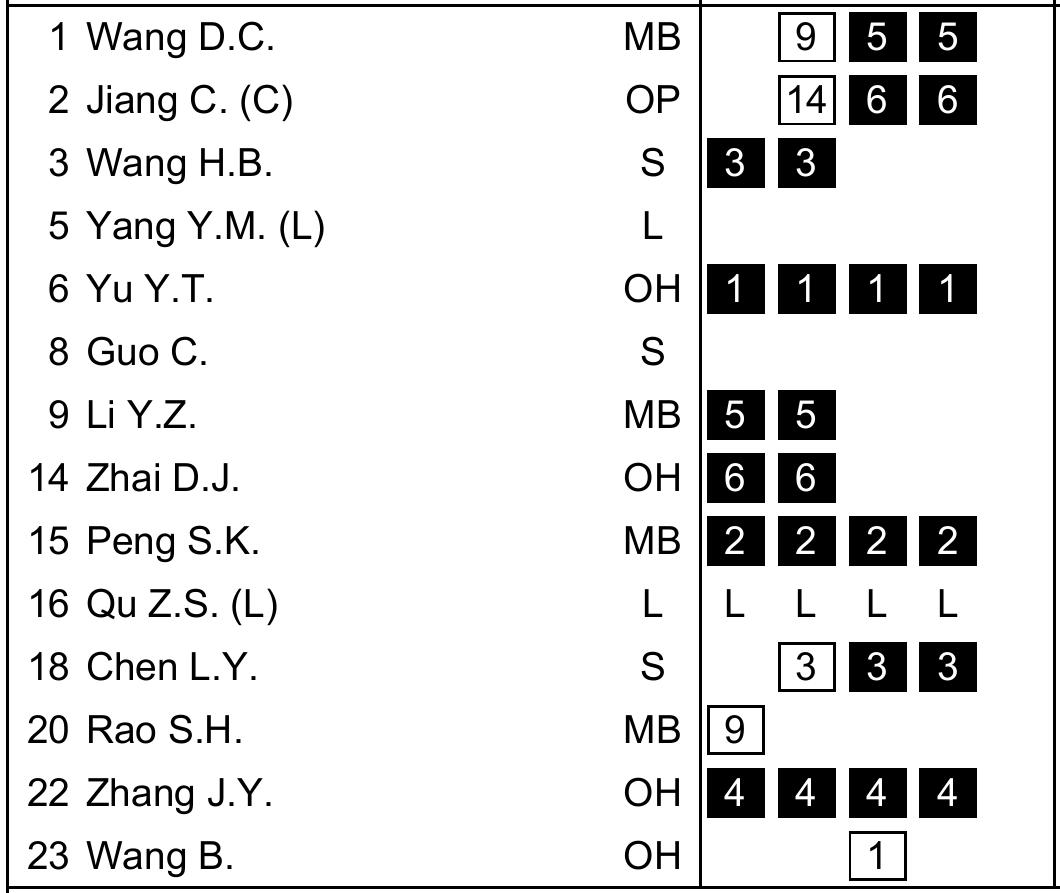 1 Wang D.C. MB 9 5 5
2 Jiang C. (C) OP 14 6 6
3 Wang H.B. S 3 3
5 Yang Y.M. (L) L
6 Yu Y.T. OH 1 1 1 1
8 Guo C. S
9 Li Y.Z. MB 5 5
14 Zhai D.J. OH 6 6
15 Peng S.K. MB 2 2 2 2
16 Qu Z.S. (L) L L L L L
18 Chen L.Y. S 3 3 3
20 Rao S.H. MB 9
22 Zhang J.Y. OH 4 4 4 4
23 Wang B. OH 1